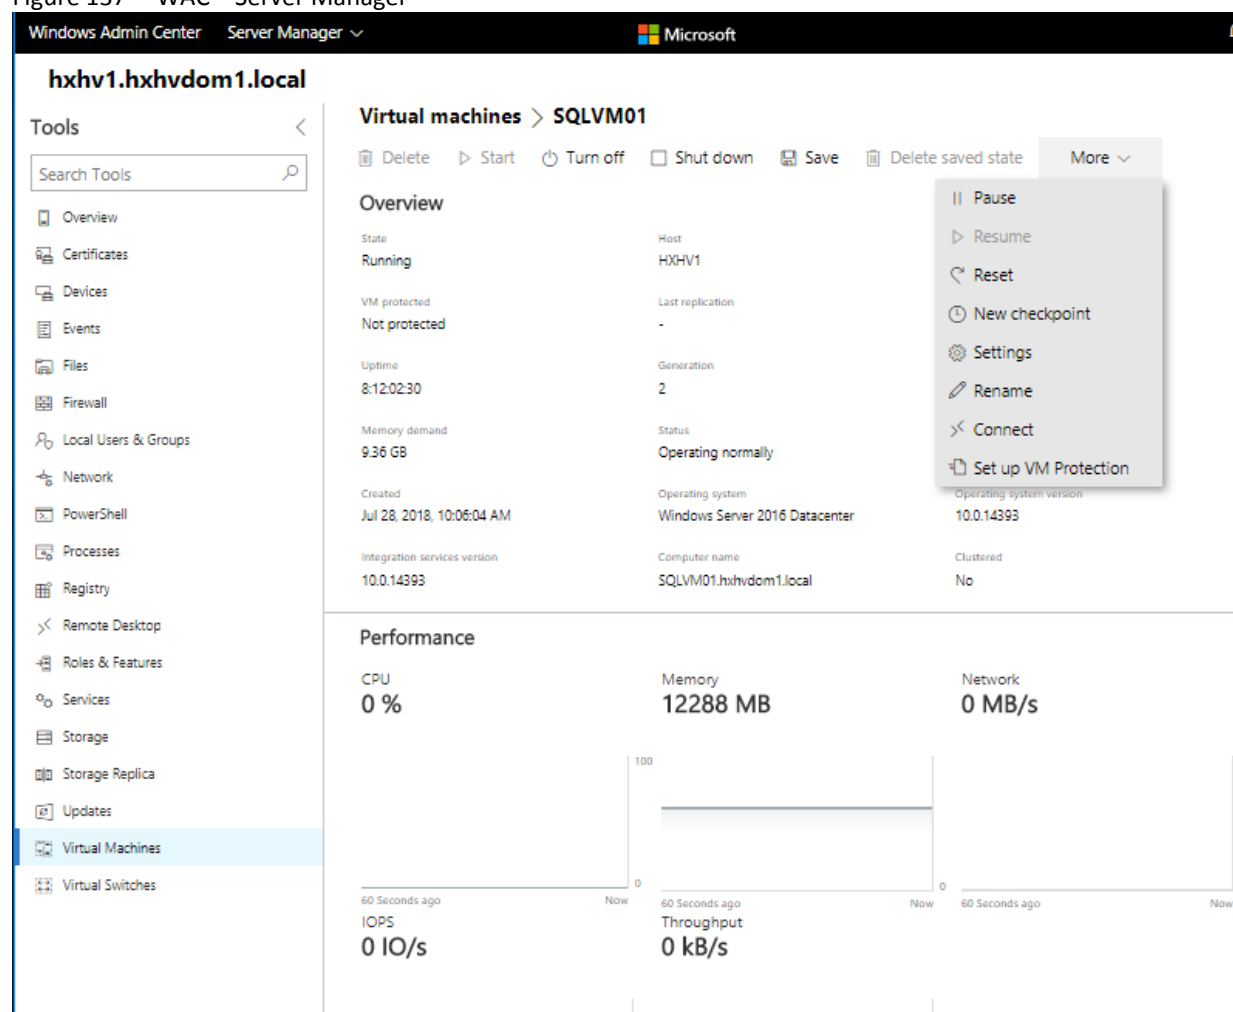 Figure 137 WAC - Server Manager
Windows Admin Center Server Manager Microsoft
hxhv1.hxhvdom1.local
Tools
Search Tools
Overview
Certificates
Devices
Events
Files
Firewall
Local Users & Groups
Network
PowerShell
Processes
Registry
Remote Desktop
Roles & Features
Services
Storage
Storage Replica
Updates
Virtual Machines
Virtual Switches
Virtual machines > SQLVM01
Delete Start Turn off Shut down Save Delete saved state More
Pause
Resume
Reset
New checkpoint
Settings
Rename
Connect
Set up VM Protection
Overview
State Host
Running HXHV1
VM protected Last replication
Not protected -
Uptime Generation
8:12:02:30 2
Memory demand Status
9.36 GB Operating normally
Created Operating system Operating system version
Jul 28, 2018, 10:06:04 AM Windows Server 2016 Datacenter 10.0.14393
Integration services version Computer name Clustered
10.0.14393 SQLVM01.hxhvdom1.local No
Performance
CPU Memory Network
0 % 12288 MB 0 MB/s
100
0 0
60 Seconds ago Now 60 Seconds ago Now 60 Seconds ago Now
IOPS Throughput
0 IO/s 0 kB/s